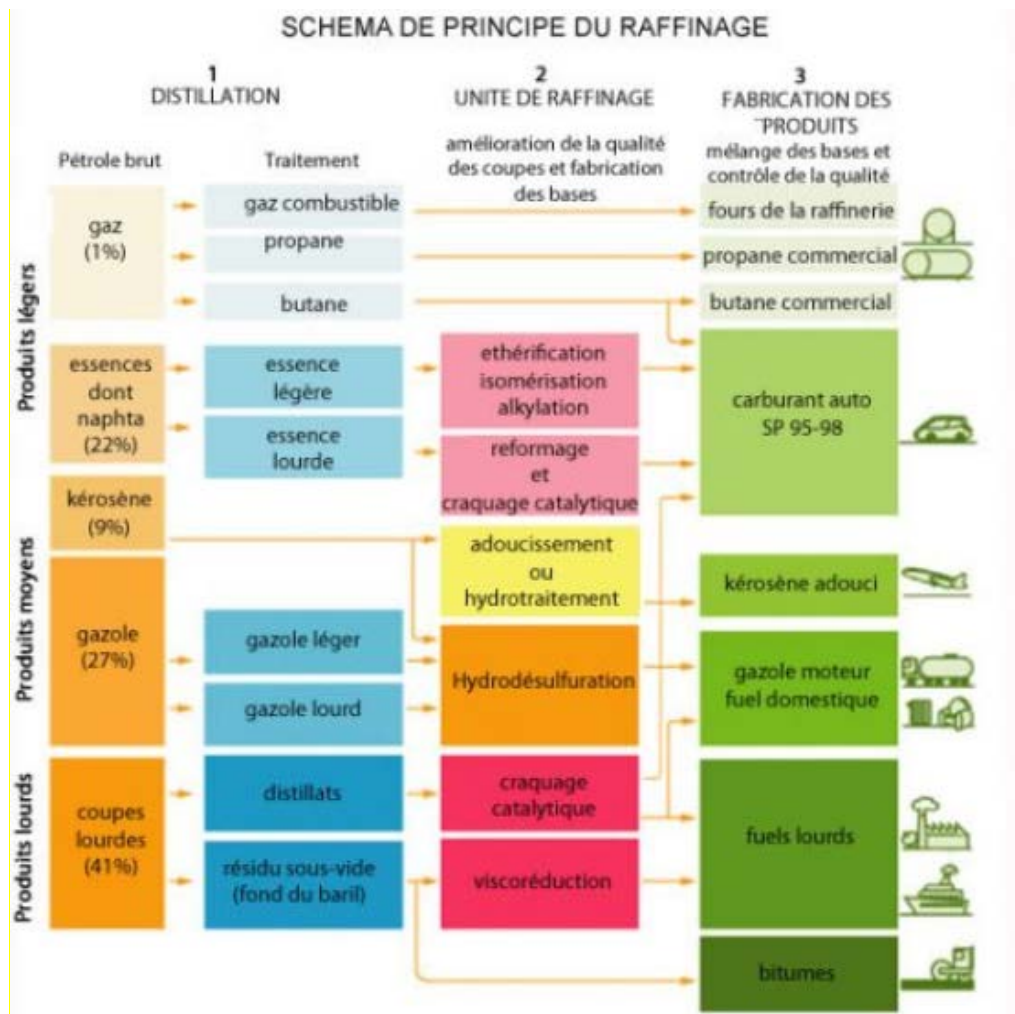 SCHEMA DE PRINCIPE DU RAFFINAGE
1
DISTILLATION
2
UNITE DE RAFFINAGE
3
FABRICATION DES
PRODUITS
Pétrole brut
Traitement
amélioration de la qualité
des coupes et fabrication
des bases
mélange des bases et
contrôle de la qualité
Produits légers
gaz
(1%)
gaz combustible
fours de la raffinerie
propane
propane commercial
butane
butane commercial
essences
dont
naphta
(22%)
essence
légère
essence
lourde
ethérification
isomérisation
alkylation
reformage
et
craquage catalytique
carburant auto
SP 95-98
Produits moyens
kérosène
(9%)
adoucissement
ou
hydrotraitement
kérosène adouci
gazole
(27%)
gazole léger
gazole lourd
Hydrodésulfuration
gazole moteur
fuel domestique
Produits lourds
coupes
lourdes
(41%)
distillats
résidu sous-vide
(fond du baril)
craquage
catalytique
viscoréduction
fuels lourds
bitumes